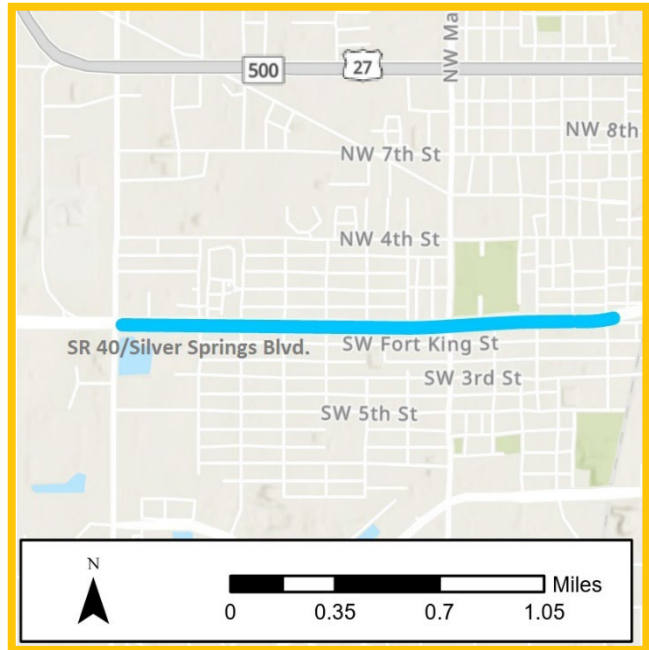 NW Ma
500
27
NW 8th
NW 7th St
NW 4th St
SR 40/Silver Springs Blvd.
SW Fort King St
SW 3rd St
SW 5th St
N
Miles
0 0.35 0.7 1.05